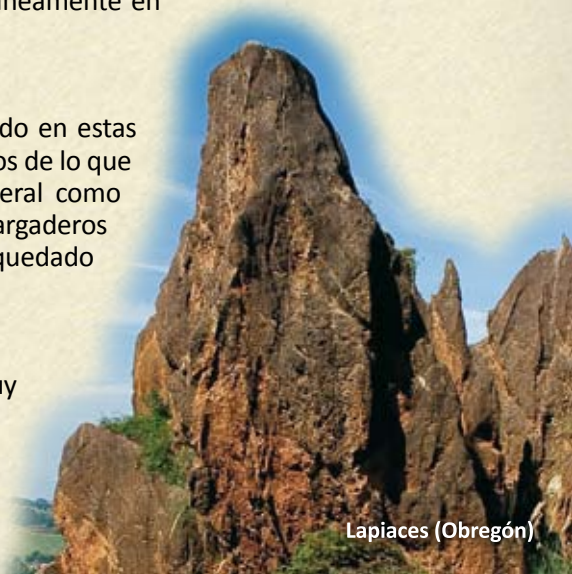 neamente en
do en estas
os de lo que
eral como
argaderos
quedado
uy
Lapiaces (Obregón)